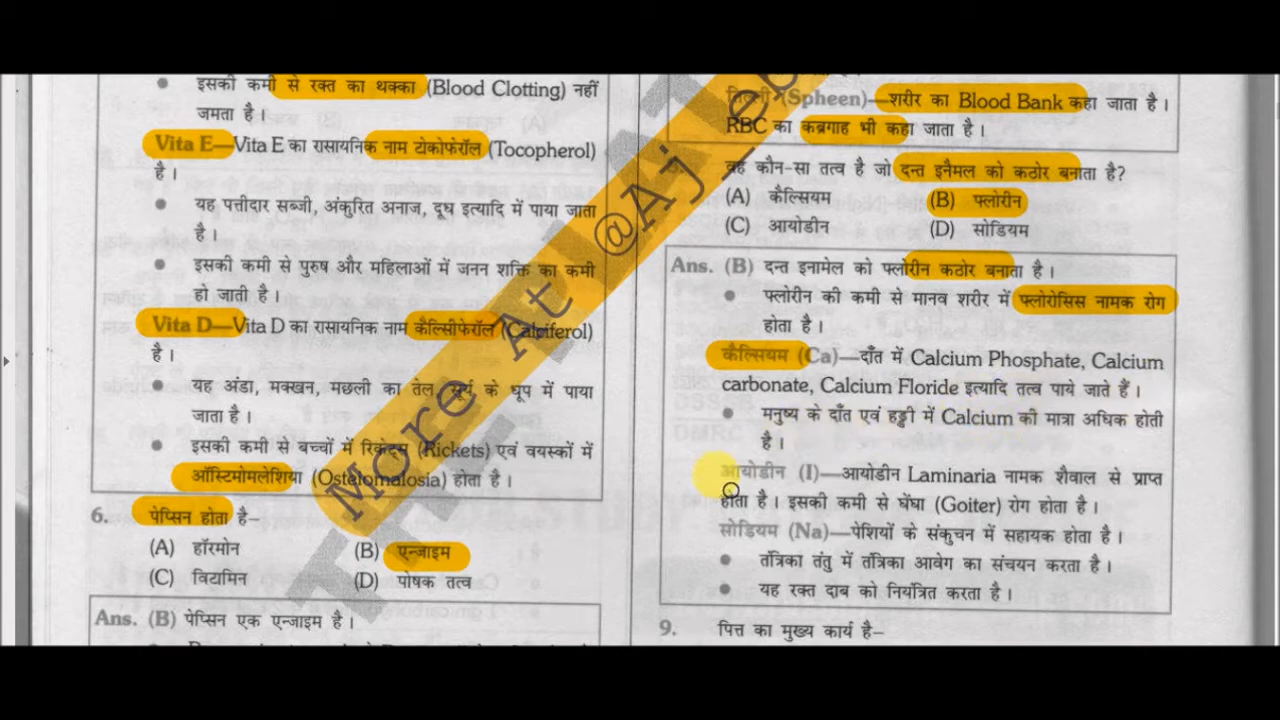 इसकी कमी से रक्त का थक्का (Blood Clotting) नहीं
जमता है।
Vita E—Vita E का रासायनिक नाम टोकोफेरॉल (Tocopherol)
है।
यह पत्तीदार सब्जी, अंकुरित अनाज, दूध इत्यादि में पाया जाता
है।
इसकी कमी से पुरुष और महिलाओं में जनन शक्ति का कमी
हो जाती है।
Vita D—Vita D का रासायनिक नाम कैल्सीफेरॉल (Calciferol)
है।
यह अंडा, मक्खन, मछली का तेल, सूर्य के धूप में पाया
जाता है।
इसकी कमी से बच्चों में रिकेट्स (Rickets) एवं वयस्कों में
ऑस्टिमोमलेशिया (Ostelomalosia) होता है।
6. पेप्सिन होता है–
(A) हॉरमोन (B) एन्जाइम
(C) विटामिन (D) पोषक तत्व
Ans. (B) पेप्सिन एक एन्जाइम है।
(Spheen)—शरीर का Blood Bank कहा जाता है।
RBC का कब्रगाह भी कहा जाता है।
वह कौन-सा तत्व है जो दन्त इनैमल को कठोर बनाता है?
(A) कैल्सियम (B) फ्लोरीन
(C) आयोडीन (D) सोडियम
Ans. (B) दन्त इनामेल को फ्लोरीन कठोर बनाता है।
फ्लोरीन की कमी से मानव शरीर में फ्लोरोसिस नामक रोग
होता है।
कैल्सियम (Ca)—दाँत में Calcium Phosphate, Calcium
carbonate, Calcium Floride इत्यादि तत्व पाये जाते हैं।
मनुष्य के दाँत एवं हड्डी में Calcium की मात्रा अधिक होती
है।
आयोडीन (I)—आयोडीन Laminaria नामक शैवाल से प्राप्त
होता है। इसकी कमी से घेंघा (Goiter) रोग होता है।
सोडियम (Na)—पेशियों के संकुचन में सहायक होता है।
तंत्रिका तंतु में तंत्रिका आवेग का संचयन करता है।
यह रक्त दाब को नियंत्रित करता है।
9. पित्त का मुख्य कार्य है–
More At @Aj_eb